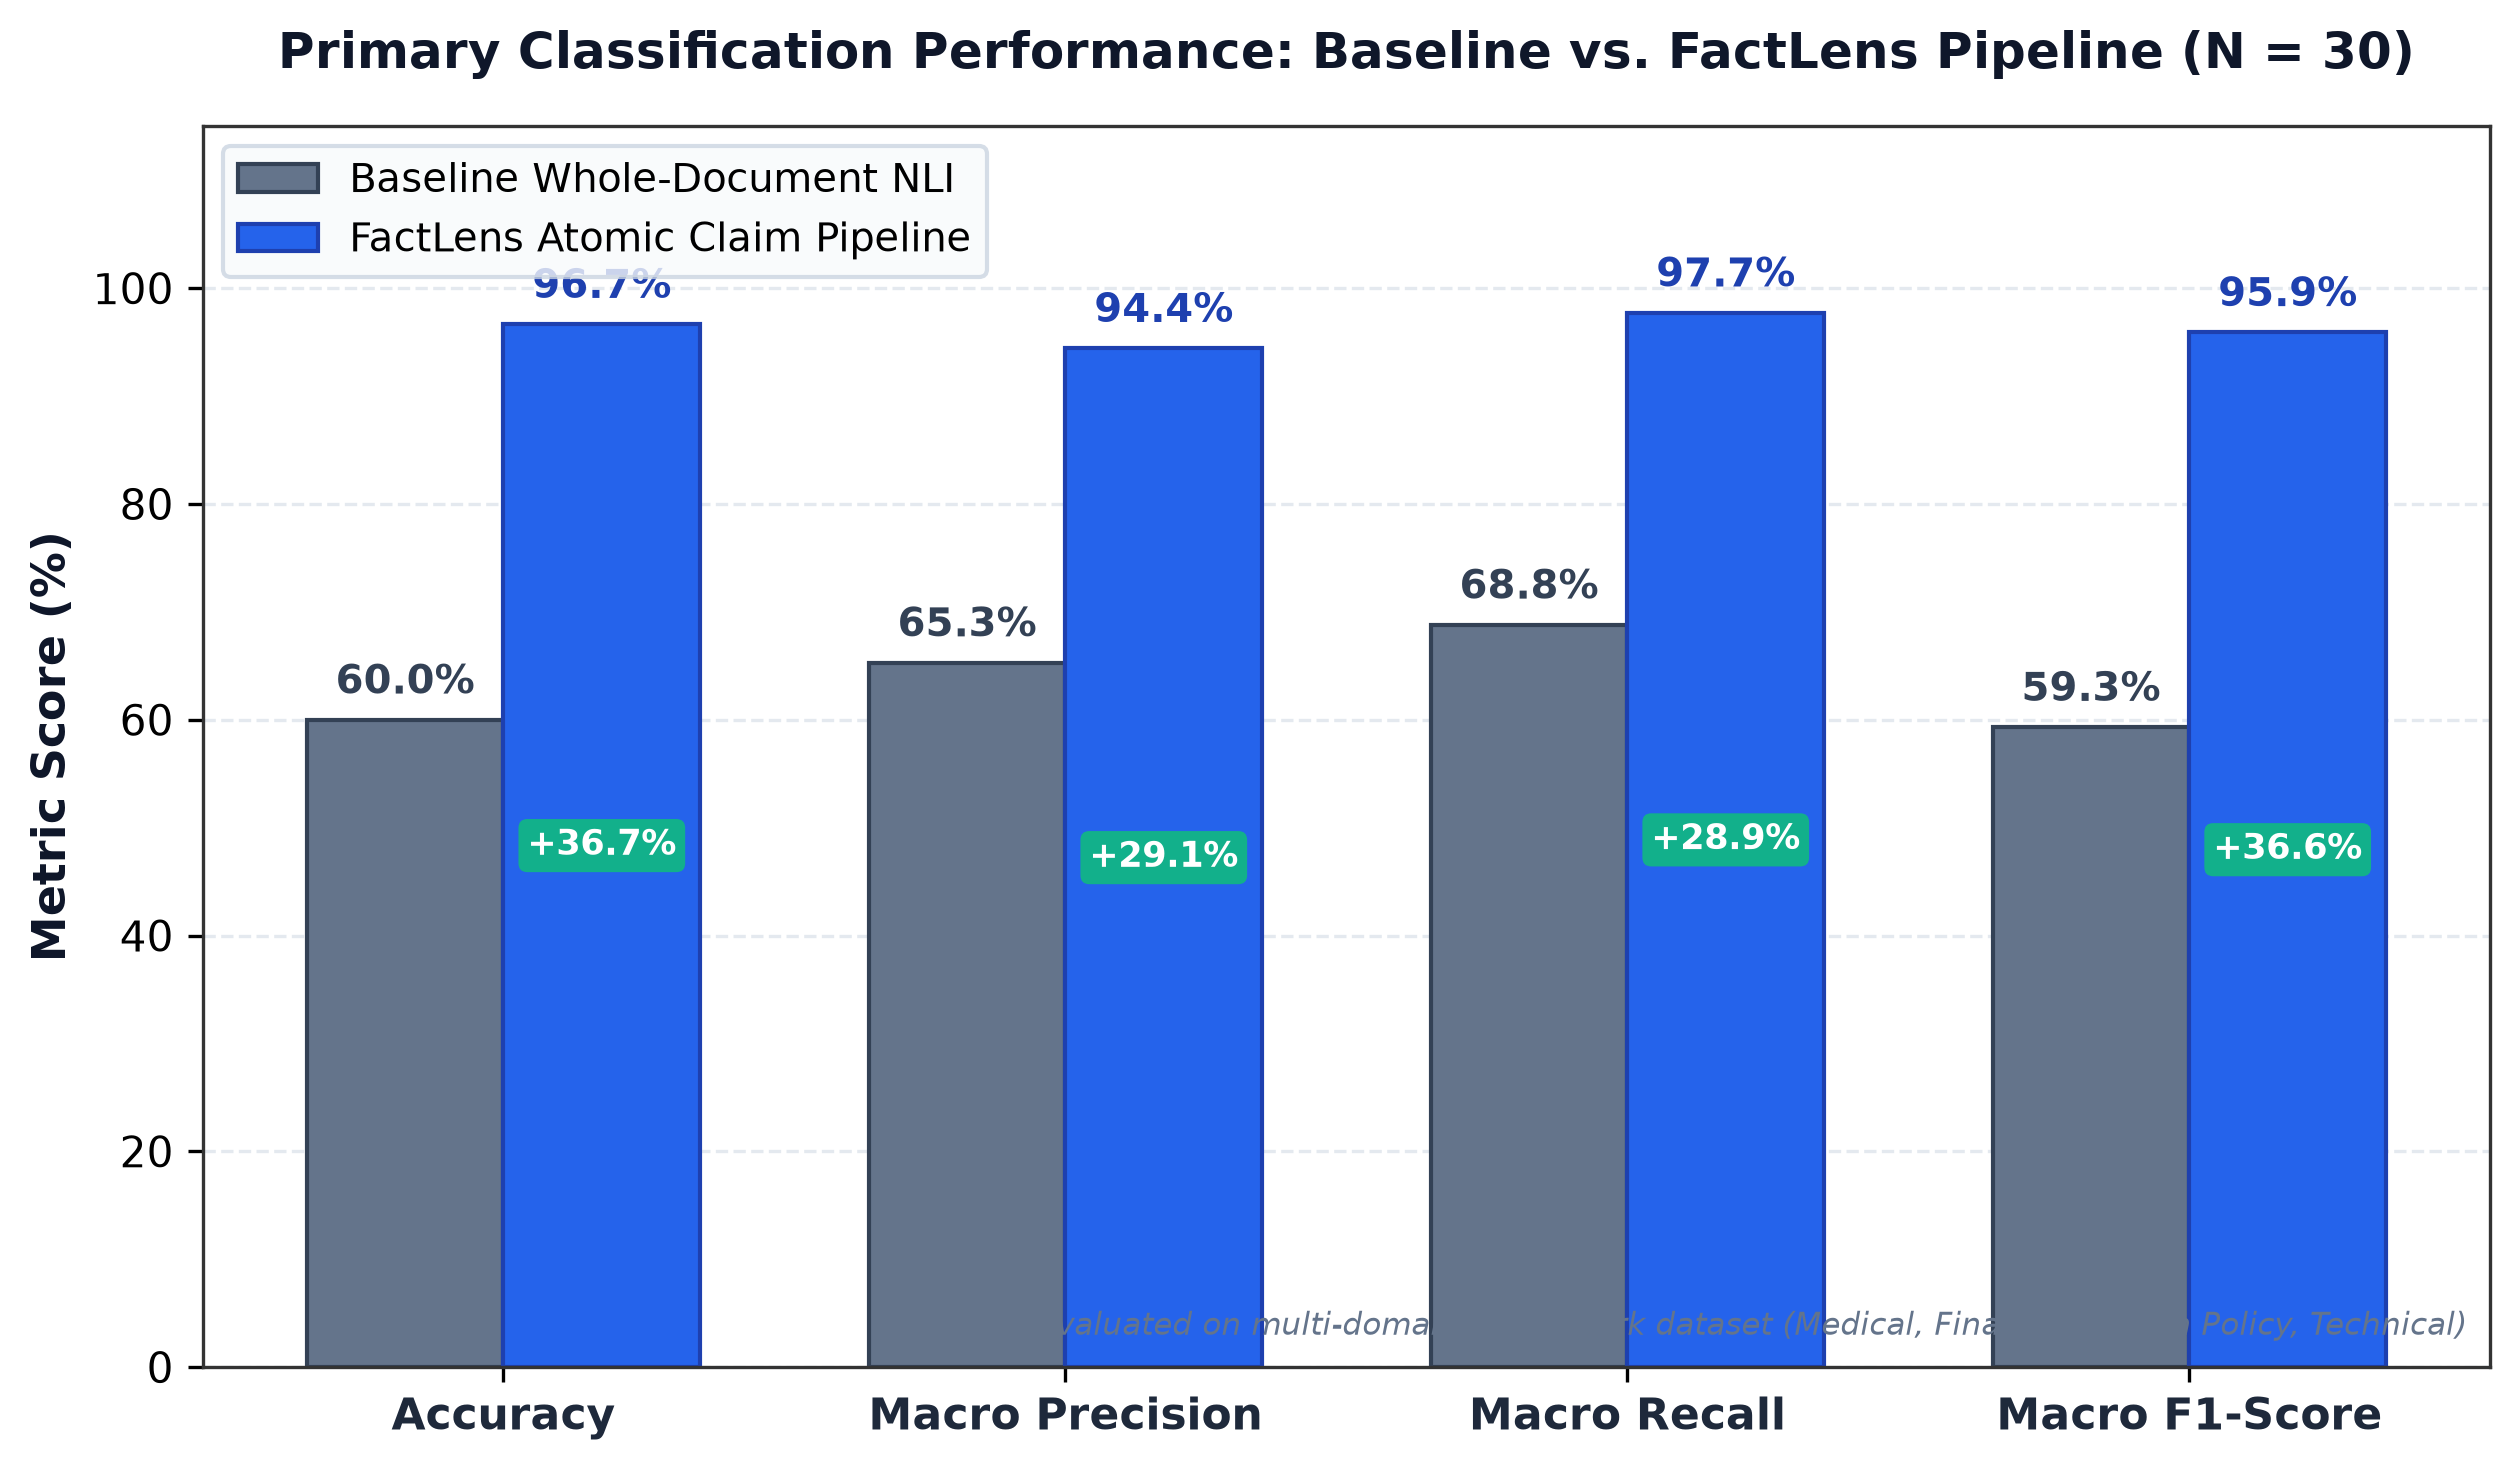 Primary Classification Performance: Baseline vs. FactLens Pipeline (N = 30)
Baseline Whole-Document NLI
FactLens Atomic Claim Pipeline
Metric Score (%)
100
80
60
40
20
0
60.0%
96.7%
+36.7%
65.3%
94.4%
+29.1%
68.8%
97.7%
+28.9%
59.3%
95.9%
+36.6%
on multi-domain dataset (Medical, Policy, Technical)
Accuracy
Macro Precision
Macro Recall
Macro F1-Score